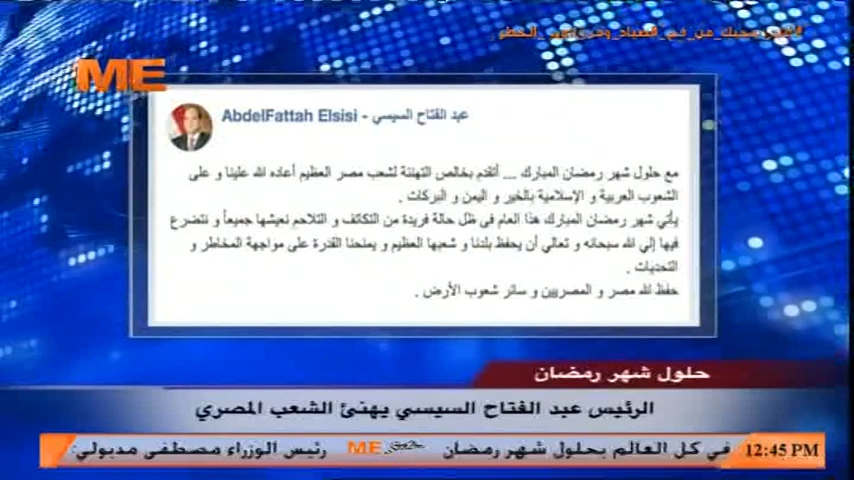 ME
عبد الفتاح السيسي - AbdelFattah Elsisi
مع حلول شهر رمضان المبارك ... أتقدم بخالص التهنئة لشعب مصر العظيم أعاده الله علينا و على
الشعوب العربية و الإسلامية بالخير و اليمن و البركات .
يأتي شهر رمضان المبارك هذا العام في ظل حالة فريدة من التكاتف و التلاحم نعيشها جميعاً و نتضرع
فيها إلي الله سبحانه و تعالي أن يحفظ بلدنا و شعبها العظيم و يمنحنا القدرة على مواجهة المخاطر و
التحديات .
حفظ الله مصر و المصريين و سائر شعوب الأرض .
حلول شهر رمضان
الرئيس عبد الفتاح السيسي يهنئ الشعب المصري
في كل العالم بحلول شهر رمضان ME رئيس الوزراء مصطفى مدبولي:
12:45 PM